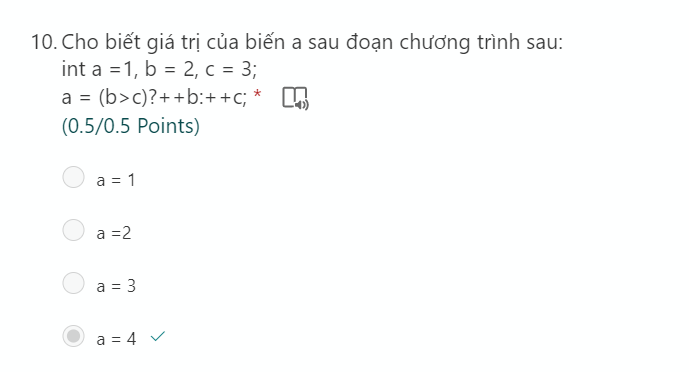 10. Cho biết giá trị của biến a sau đoạn chương trình sau:
int a =1, b = 2, c = 3;
a = (b>c)?++b:++c; *
(0.5/0.5 Points)
a = 1
a =2
a = 3
a = 4